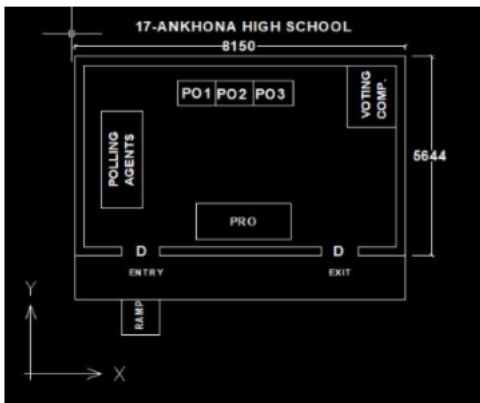 17-ANKHONA HIGH SCHOOL
8150
PO1 PO2 PO3
VOTING
COMP.
POLLING
AGENTS
5644
PRO
D D
ENTRY EXIT
RAMP
Y
X